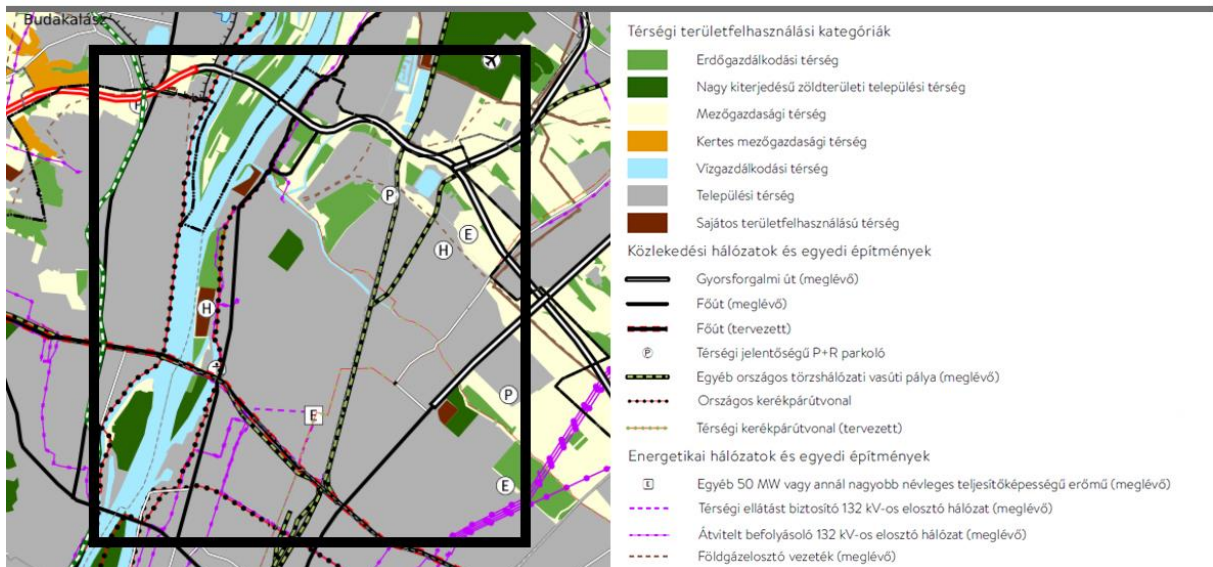 Budakalász
Térségi területfelhasználási kategóriák
Erdőgazdálkodási térség
Nagy kiterjedésű zöldterületi települési térség
Mezőgazdasági térség
Kertes mezőgazdasági térség
Vízgazdálkodási térség
Települési térség
Sajátos területfelhasználású térség
Közlekedési hálózatok és egyedi építmények
Gyorsforgalmi út (meglévő)
Főút (meglévő)
Főút (tervezett)
P
Térségi jelentőségű P+R parkoló
Egyéb országos törzshálózati vasúti pálya (meglévő)
Országos kerékpárútvonal
Térségi kerékpárútvonal (tervezett)
Energetikai hálózatok és egyedi építmények
E
Egyéb 50 MW vagy annál nagyobb névleges teljesítőképességű erőmű (meglévő)
Térségi ellátást biztosító 132 kV-os elosztó hálózat (meglévő)
Átvitelt befolyásoló 132 kV-os elosztó hálózat (meglévő)
Földgázelosztó vezeték (meglévő)
P
E
H
H
P
E
E